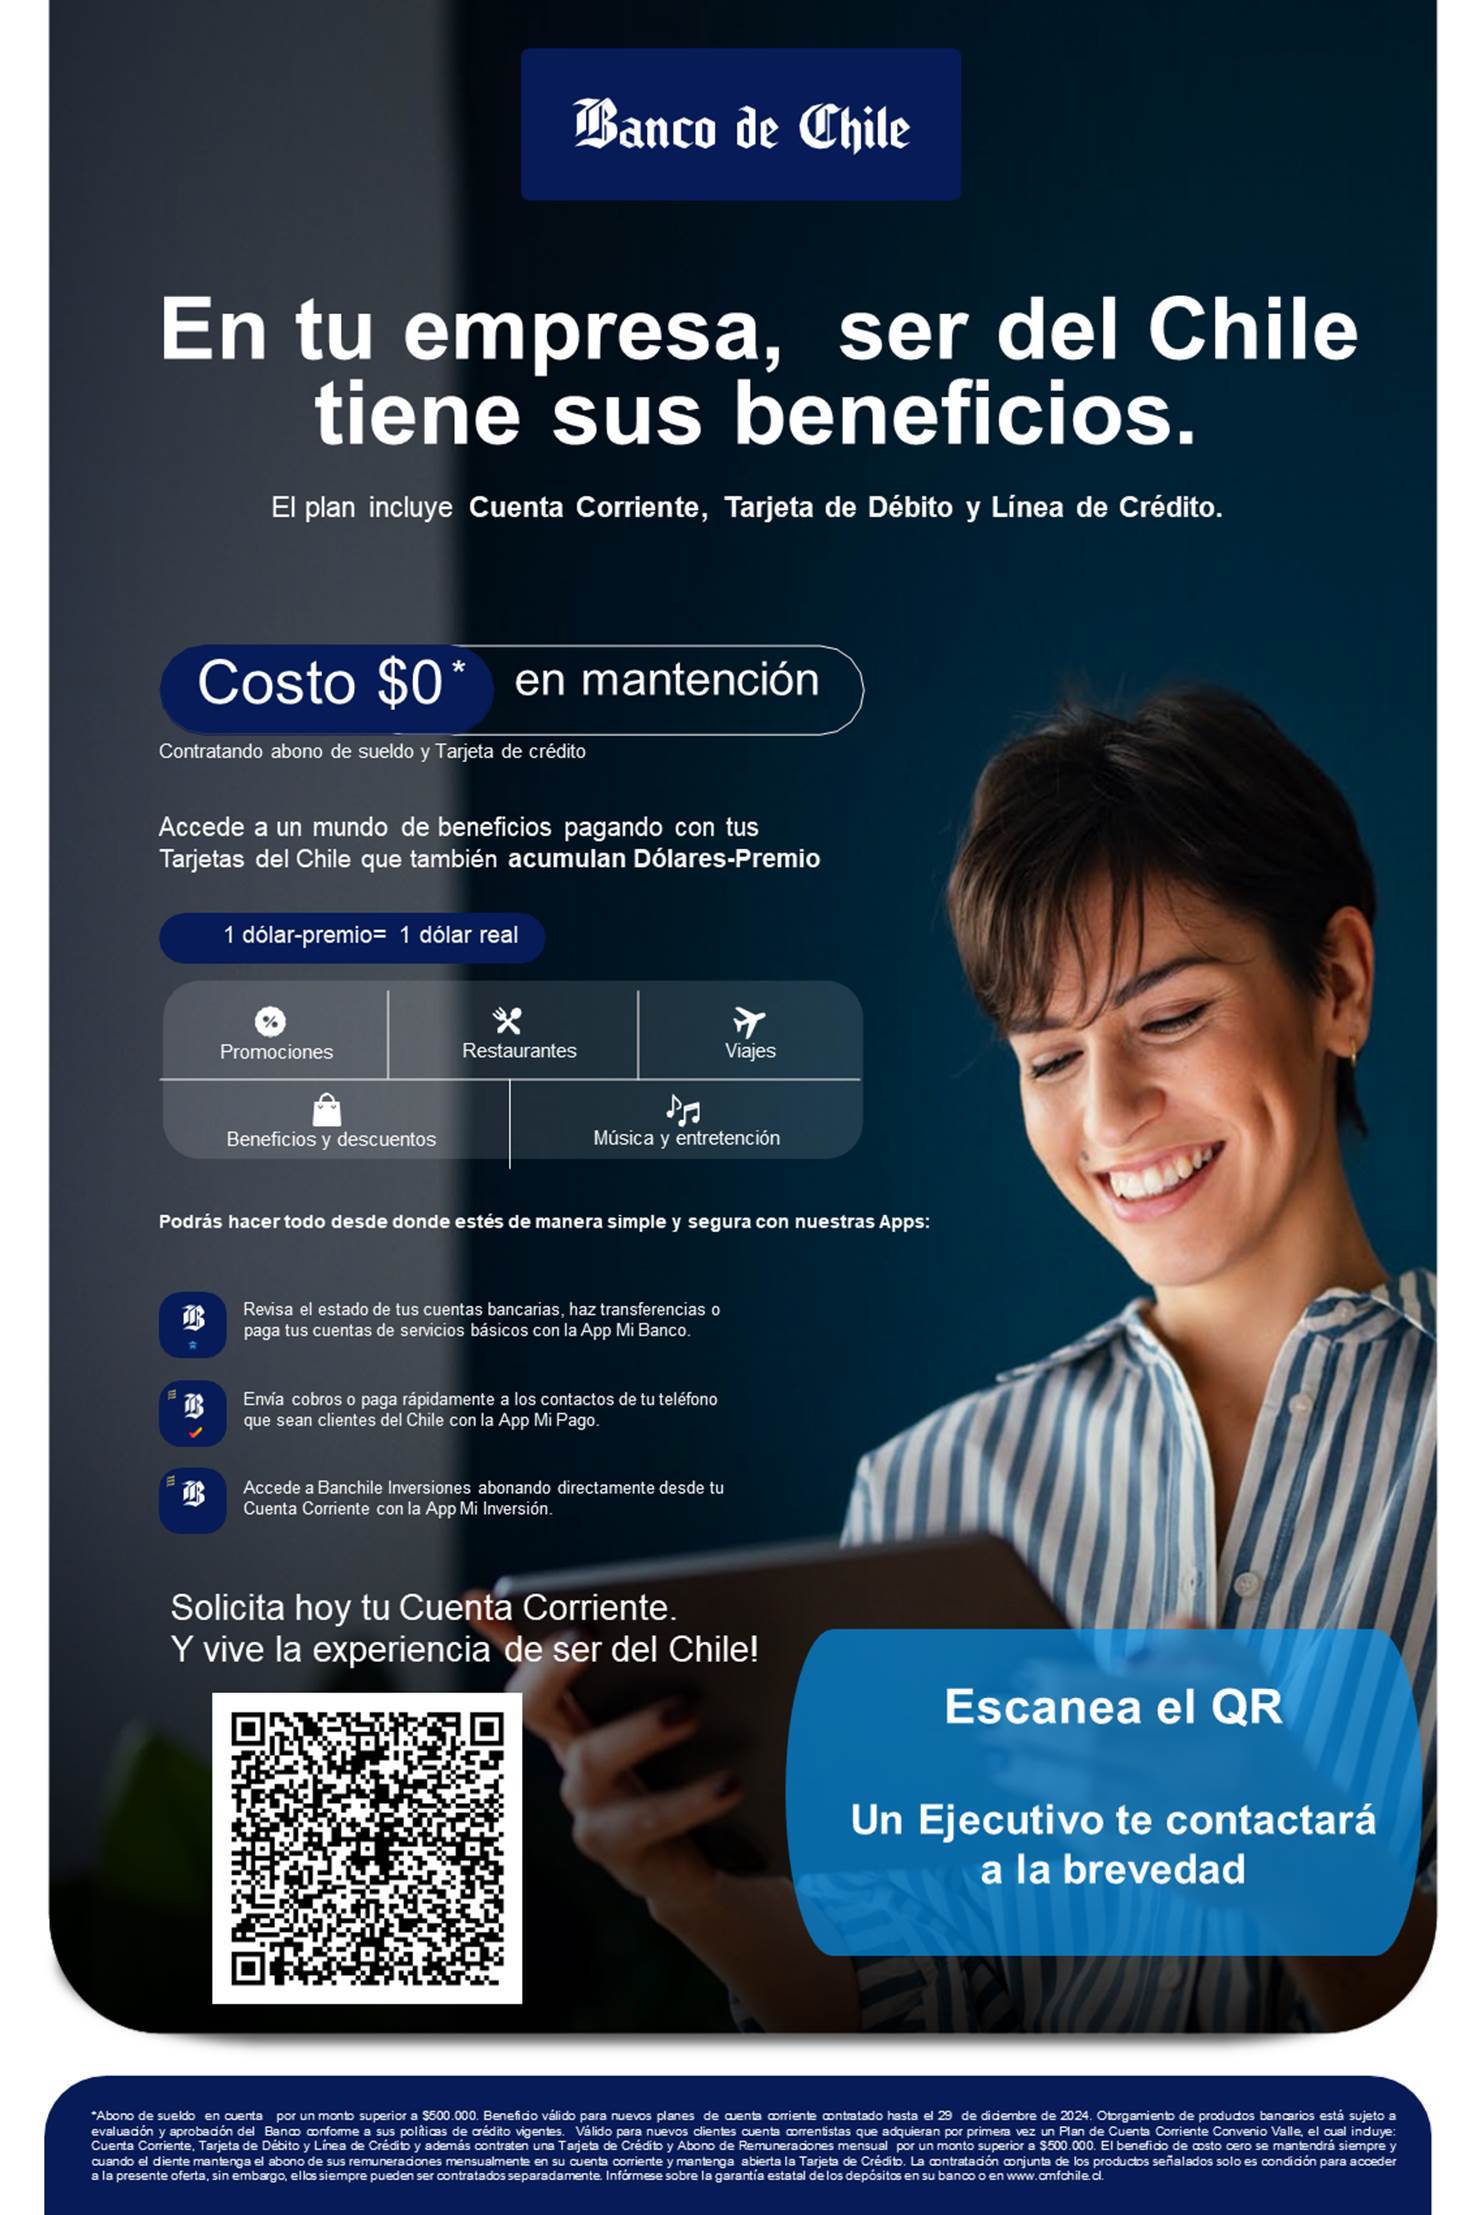 Banco de Chile
En tu empresa, ser del Chile
tiene sus beneficios.
El plan incluye Cuenta Corriente, Tarjeta de Débito y Línea de Crédito.
Costo $0* en mantención
Contratando abono de sueldo y Tarjeta de crédito
Accede a un mundo de beneficios pagando con tus
Tarjetas del Chile que también acumulan Dólares-Premio
1 dólar-premio= 1 dólar real
Promociones
Restaurantes
Viajes
Beneficios y descuentos
Música y entretención
Podrás hacer todo desde donde estés de manera simple y segura con nuestras Apps:
Revisa el estado de tus cuentas bancarias, haz transferencias o
paga tus cuentas de servicios básicos con la App Mi Banco.
Envía cobros o paga rápidamente a los contactos de tu teléfono
que sean clientes del Chile con la App Mi Pago.
Accede a Banchile Inversiones abonando directamente desde tu
Cuenta Corriente con la App Mi Inversión.
Solicita hoy tu Cuenta Corriente.
Y vive la experiencia de ser del Chile!
Escanea el QR
Un Ejecutivo te contactará
a la brevedad
*Abono de sueldo en cuenta por un monto superior a $500.000. Beneficio válido para nuevos planes de cuenta corriente contratado hasta el 29 de diciembre de 2024. Otorgamiento de productos bancarios está sujeto a
evaluación y aprobación del Banco conforme a sus políticas de crédito vigentes. Válido para nuevos clientes cuenta correntistas que adquieran por primera vez un Plan de Cuenta Corriente Convenio Valle, el cual incluye:
Cuenta Corriente, Tarjeta de Débito y Línea de Crédito y además contraten una Tarjeta de Crédito y Abono de Remuneraciones mensual por un monto superior a $500.000. El beneficio de costo cero se mantendrá siempre y
cuando el cliente mantenga el abono de sus remuneraciones mensualmente en su cuenta corriente y mantenga abierta la Tarjeta de Crédito. La contratación conjunta de los productos señalados solo es condición para acceder
a la presente oferta, sin embargo, ellos siempre pueden ser contratados separadamente. Infórmese sobre la garantía estatal de los depósitos en su banco o en www.cmfchile.cl.